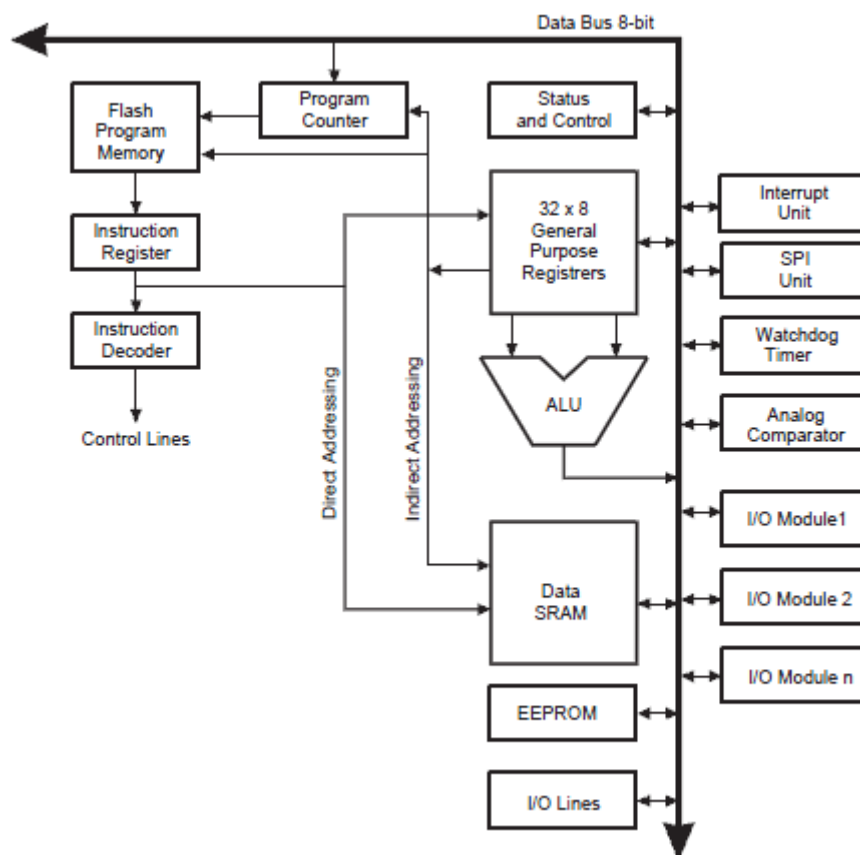 Data Bus 8-bit
Flash
Program
Memory
Program
Counter
Status
and Control
Interrupt
Unit
32 x 8
General
Purpose
Registrers
Instruction
Register
SPI
Unit
Instruction
Decoder
Watchdog
Timer
ALU
Analog
Comparator
Control Lines
Direct Addressing
Indirect Addressing
I/O Module1
Data
SRAM
I/O Module 2
I/O Module n
EEPROM
I/O Lines